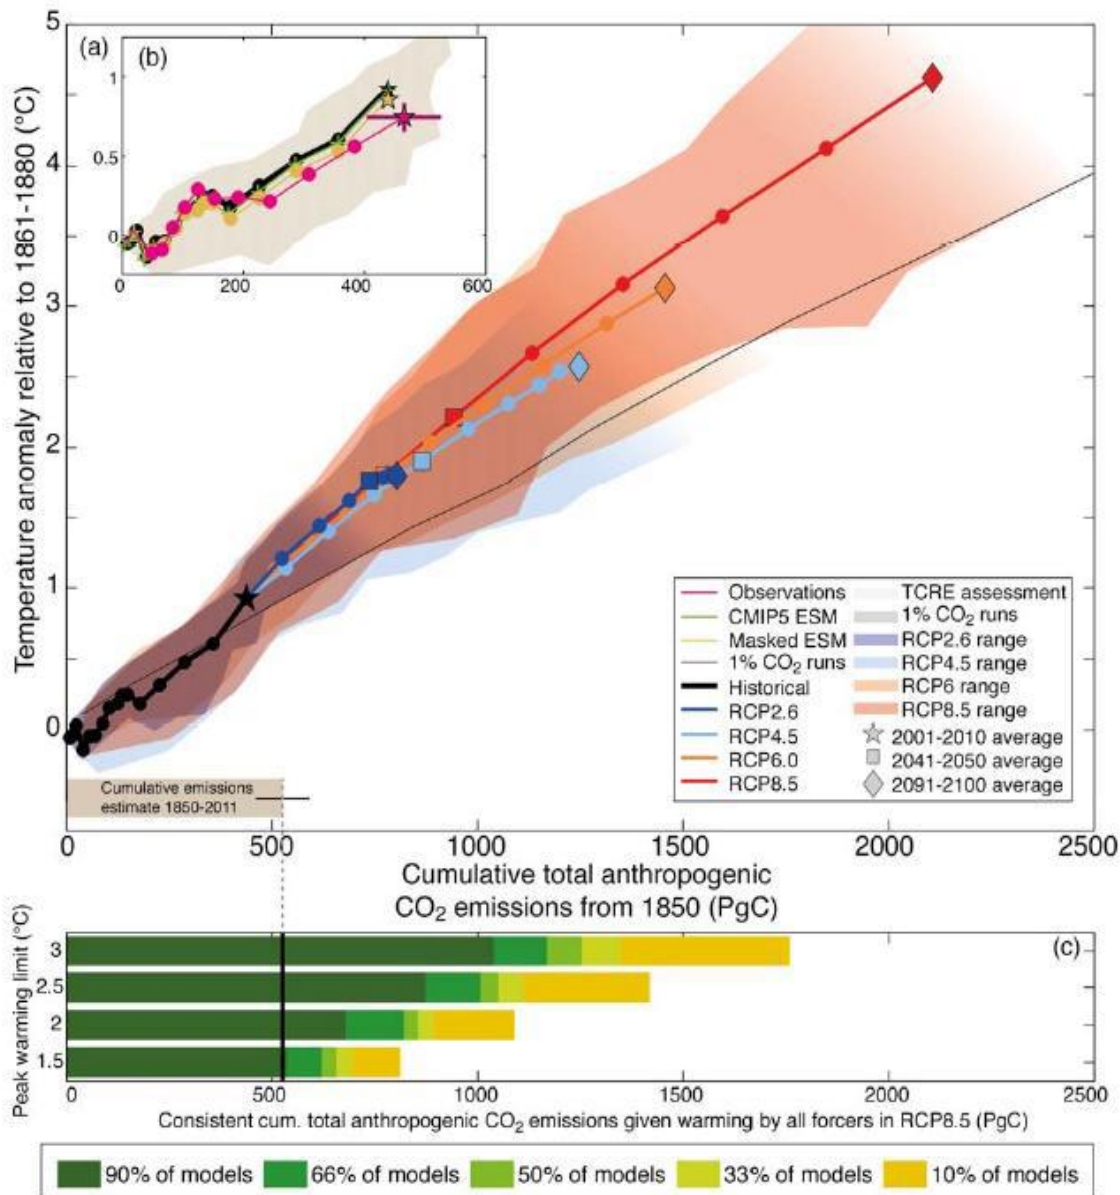 5
4
3
2
1
0
Temperature anomaly relative to 1861-1880 (°C)
(a)
(b)
1
0.5
0
0 200 400 600
Observations
CMIP5 ESM
Masked ESM
1% CO₂ runs
Historical
RCP2.6
RCP4.5
RCP6.0
RCP8.5
TCRE assessment
1% CO₂ runs
RCP2.6 range
RCP4.5 range
RCP6 range
RCP8.5 range
2001-2010 average
2041-2050 average
2091-2100 average
Cumulative emissions
estimate 1850-2011
0 500 1000 1500 2000 2500
Cumulative total anthropogenic
CO₂ emissions from 1850 (PgC)
Peak warming limit (°C)
(c)
3
2.5
2
1.5
0 500 1000 1500 2000 2500
Consistent cum. total anthropogenic CO₂ emissions given warming by all forcers in RCP8.5 (PgC)
90% of models 66% of models 50% of models 33% of models 10% of models